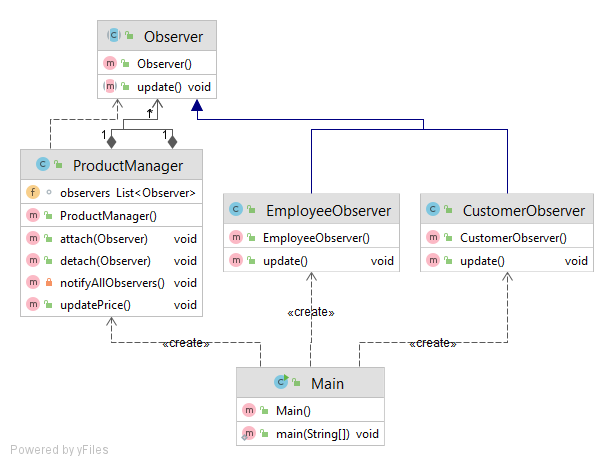 Observer
Observer()
update() void
1 1 *
ProductManager
observers List<Observer>
ProductManager()
attach(Observer) void
detach(Observer) void
notifyAllObservers() void
updatePrice() void
EmployeeObserver
EmployeeObserver()
update() void
CustomerObserver
CustomerObserver()
update() void
«create»
«create»
«create»
Main
Main()
main(String[]) void
Powered by yFiles